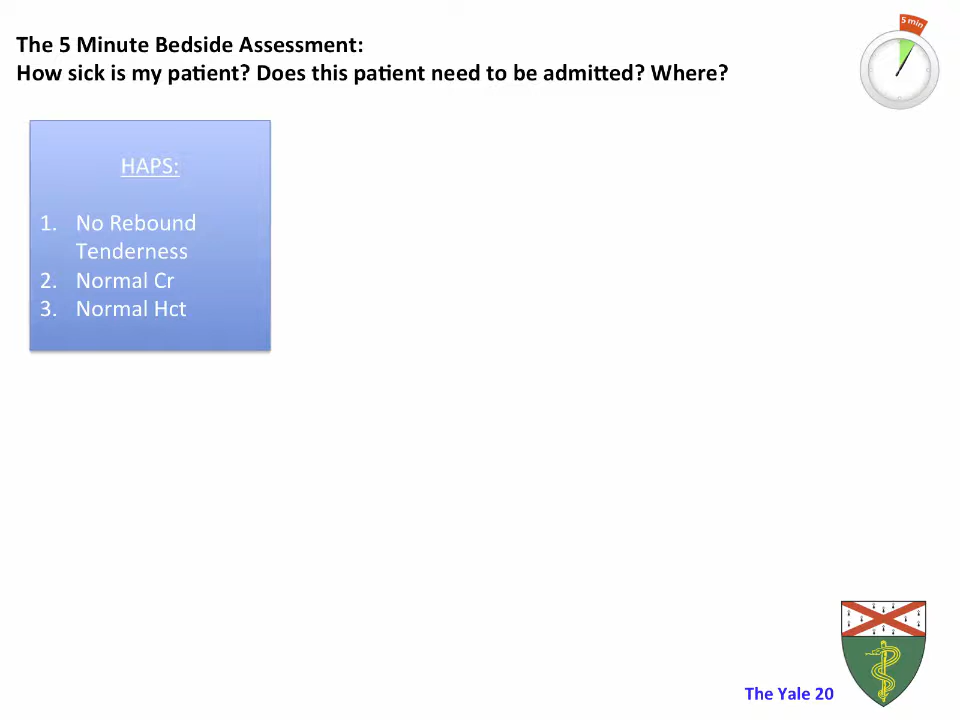 The 5 Minute Bedside Assessment:
How sick is my patient? Does this patient need to be admitted? Where?
5 min
HAPS:
1. No Rebound
Tenderness
2. Normal Cr
3. Normal Hct
The Yale 20